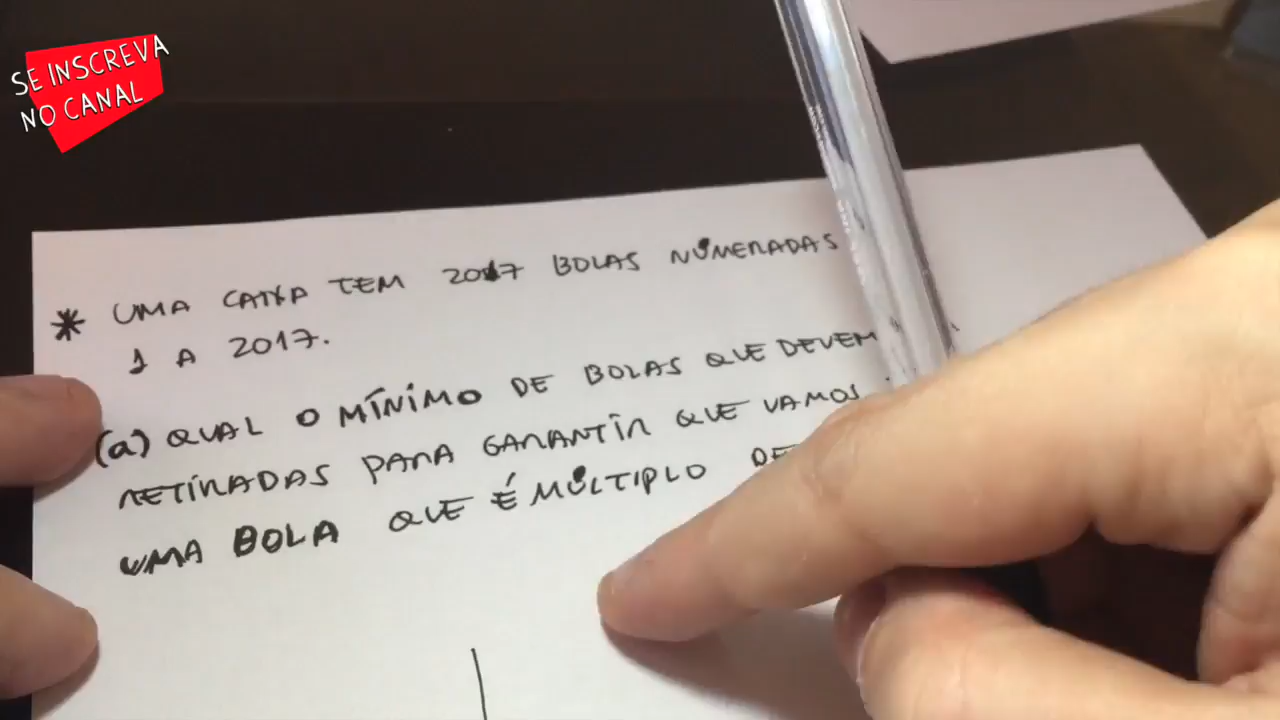 SE INSCREVA
NO CANAL
* UMA CAIXA TEM 2017 BOLAS NUMERADAS
1 A 2017.
(a) QUAL O MÍNIMO DE BOLAS QUE DEVEM
RETIRADAS PARA GARANTIR QUE VAMOS
UMA BOLA QUE É MÚLTIPLO DE